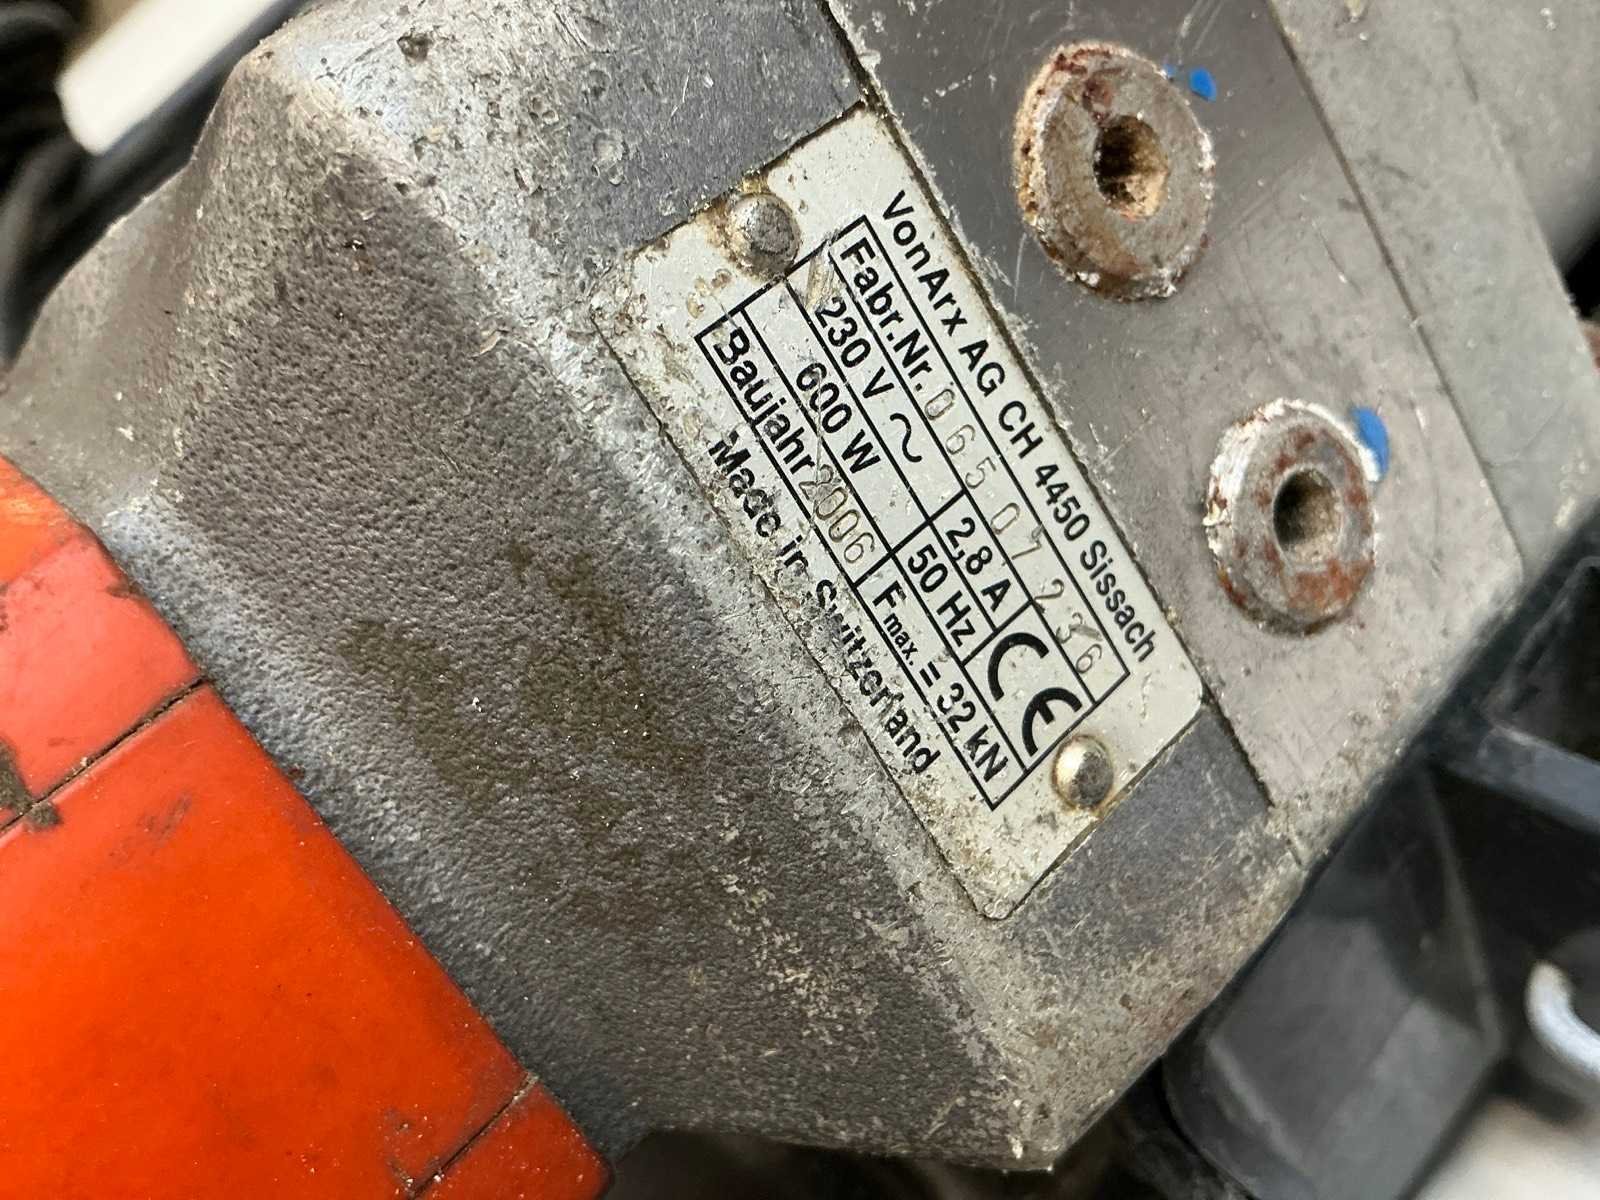 VonArx AG CH 4450 Sissach
Fabr.Nr. 06507236
230 V ~ 2,8 A CE
600 W 50 Hz
Baujahr 2006 Fmax. = 32 kN
Made in Switzerland